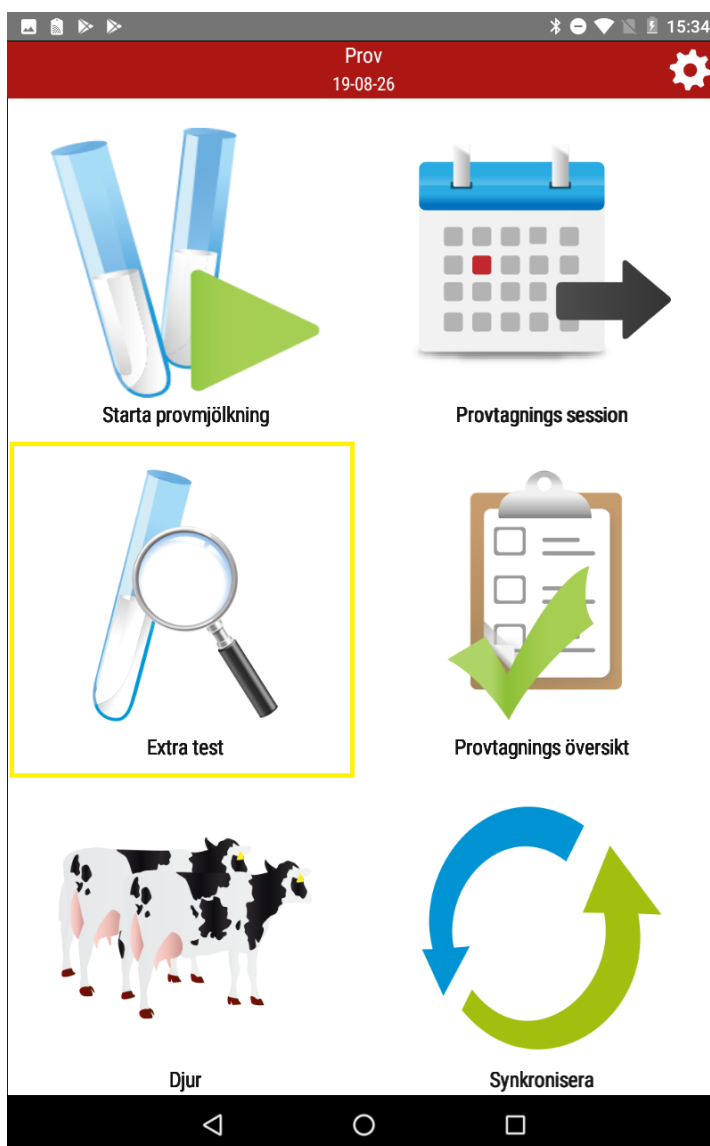 15:34
Prov
19-08-26
Starta provmjölkning
Provtagnings session
Extra test
Provtagnings översikt
Djur
Synkronisera